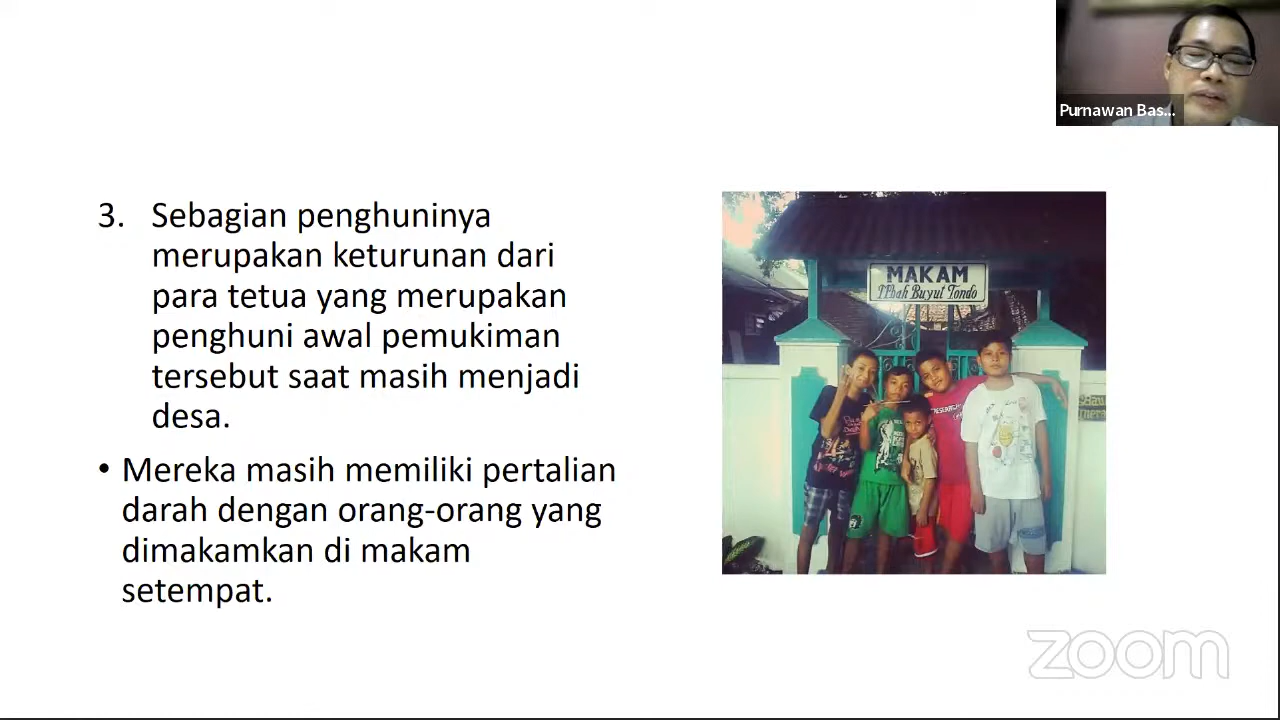 Purnawan Bas...
3. Sebagian penghuninya
merupakan keturunan dari
para tetua yang merupakan
penghuni awal pemukiman
tersebut saat masih menjadi
desa.
• Mereka masih memiliki pertalian
darah dengan orang-orang yang
dimakamkan di makam
setempat.
MAKAM
Mbah Buyut Tondo
zoom